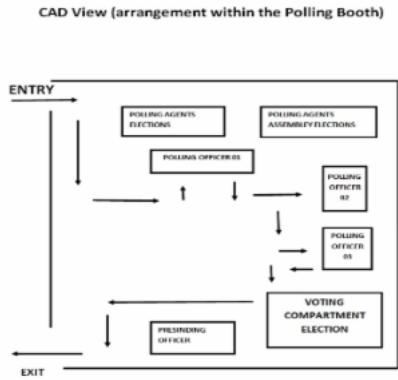 CAD View (arrangement within the Polling Booth)
ENTRY
POLLING AGENTS
ELECTIONS
POLLING AGENTS
ASSEMBLY ELECTIONS
POLLING OFFICER 01
POLLING
OFFICER
02
POLLING
OFFICER
03
VOTING
COMPARTMENT
ELECTION
PRESINDING
OFFICER
EXIT